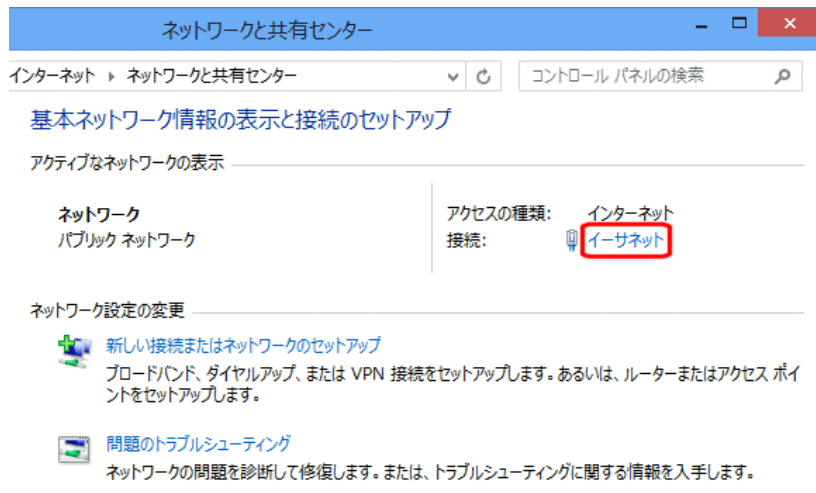 ネットワークと共有センター
インターネット ▸ ネットワークと共有センター
コントロール パネルの検索
基本ネットワーク情報の表示と接続のセットアップ
アクティブなネットワークの表示
ネットワーク
パブリック ネットワーク
アクセスの種類: インターネット
接続: イーサネット
ネットワーク設定の変更
新しい接続またはネットワークのセットアップ
ブロードバンド、ダイヤルアップ、または VPN 接続をセットアップします。あるいは、ルーターまたはアクセス ポイ
ントをセットアップします。
問題のトラブルシューティング
ネットワークの問題を診断して修復します。または、トラブルシューティングに関する情報を入手します。